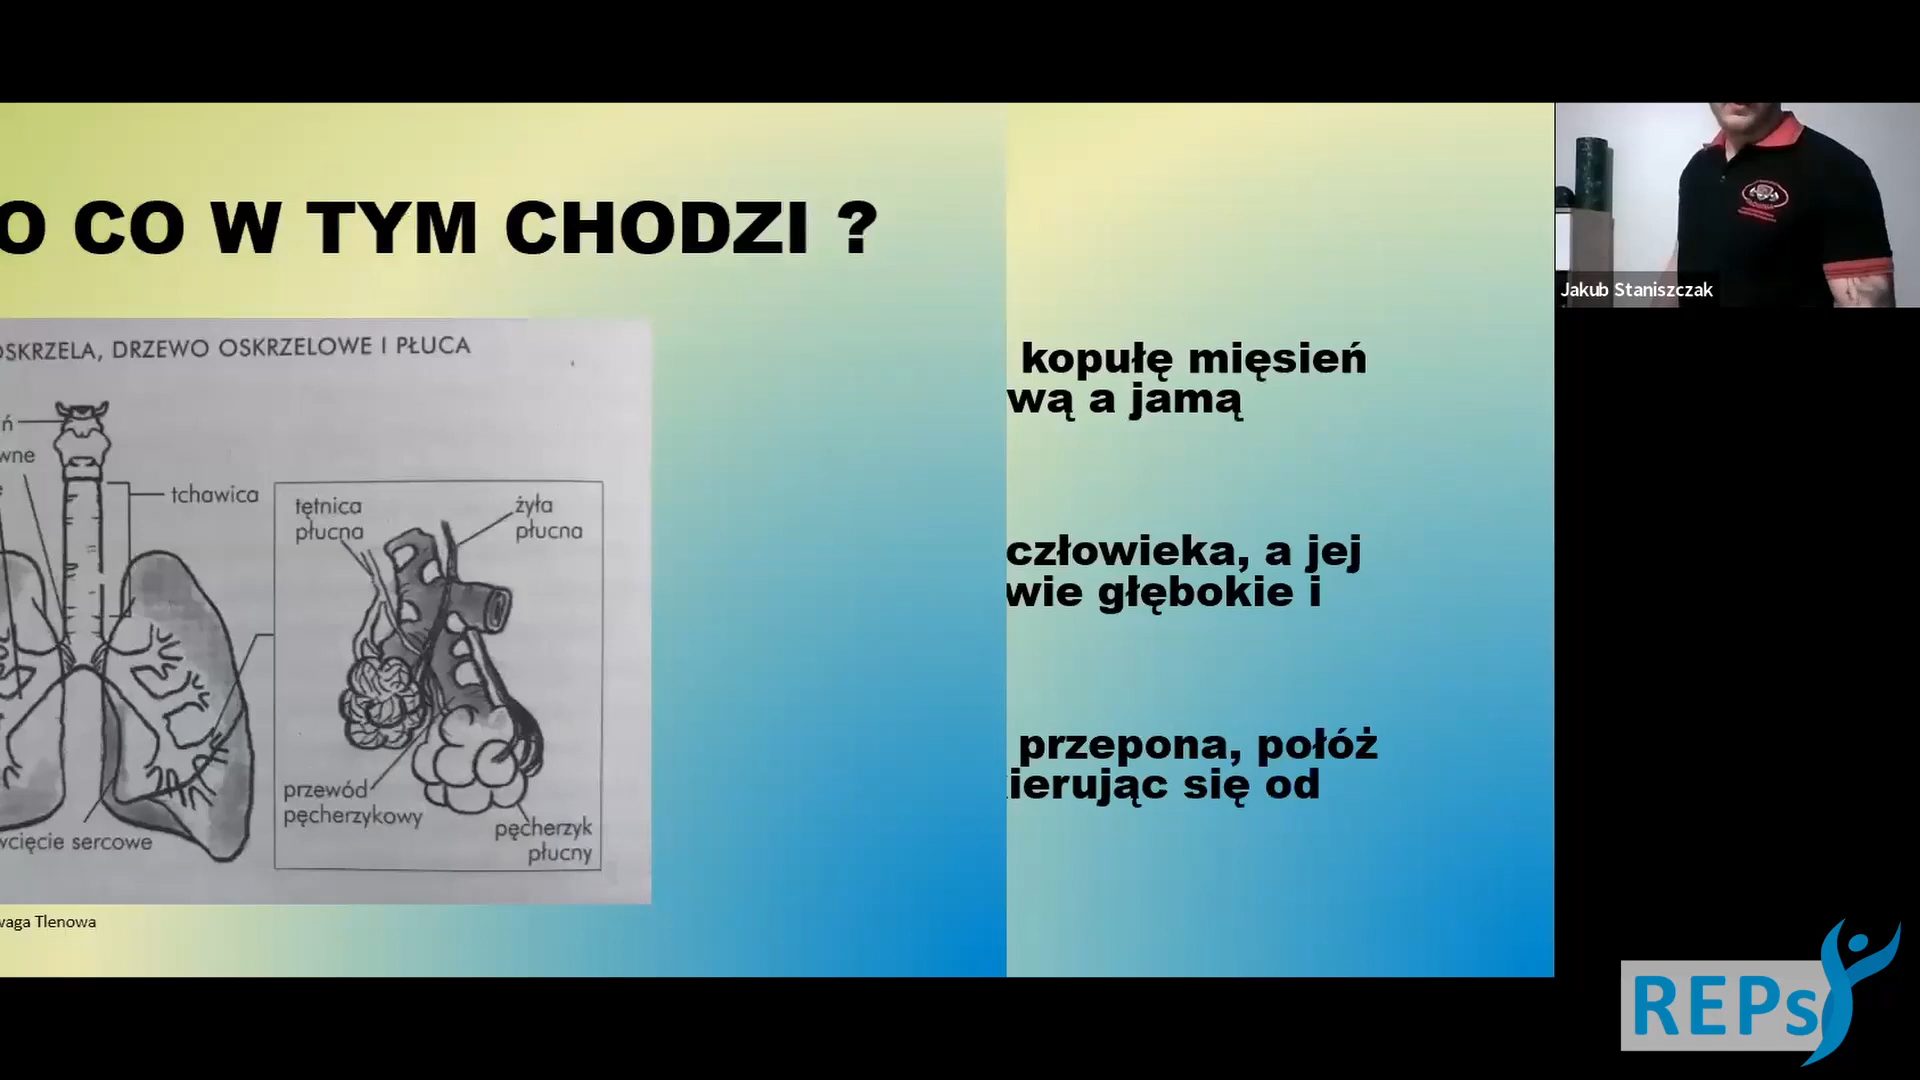 O CO W TYM CHODZI ?
OSKRZELA, DRZEWO OSKRZELOWE I PŁUCA
tchawica
tętnica
płucna
żyła
płucna
przewód
pęcherzykowy
pęcherzyk
płucny
wcięcie sercowe
waga Tlenowa
kopułę mięsień
wą a jamą
człowieka, a jej
wie głębokie i
przepona, połóż
ierując się od
Jakub Staniszczak
REPs